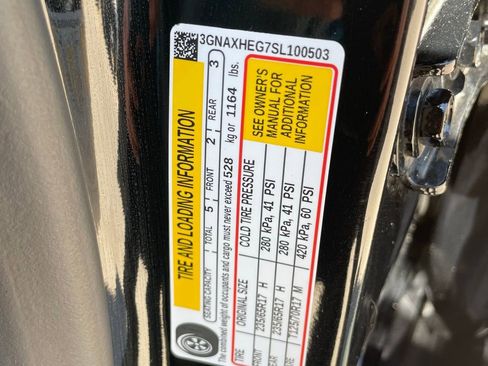 3GNAXHEG7SL100503
TIRE AND LOADING INFORMATION
SEATING CAPACITY TOTAL 5 FRONT 2 REAR 3
The combined weight of occupants and cargo must never exceed 528 kg or 1164 lbs.
TIRE ORIGINAL SIZE COLD TIRE PRESSURE
FRONT 235/65R17 H 280 kPa, 41 PSI
REAR 235/65R17 H 280 kPa, 41 PSI
T125/70R17 M 420 kPa, 60 PSI
SEE OWNER'S
MANUAL FOR
ADDITIONAL
INFORMATION